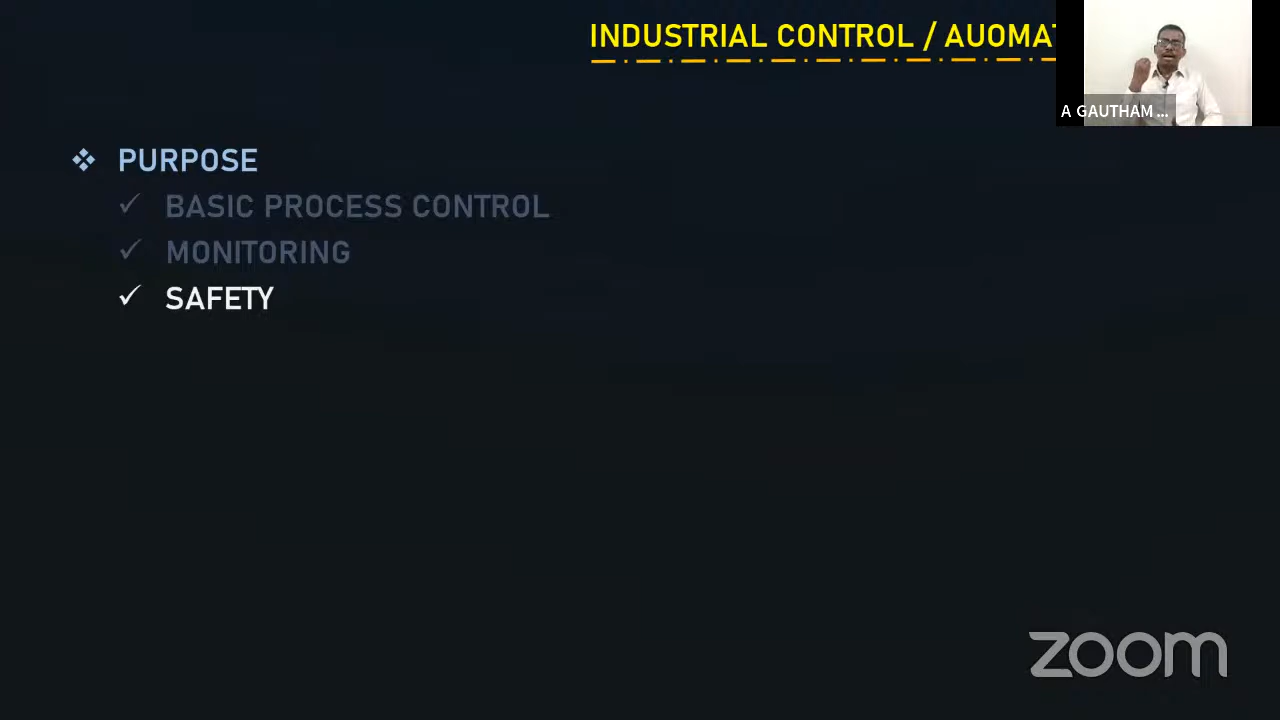 INDUSTRIAL CONTROL / AUOMAT
A GAUTHAM ...
❖ PURPOSE
✓ BASIC PROCESS CONTROL
✓ MONITORING
✓ SAFETY
zoom